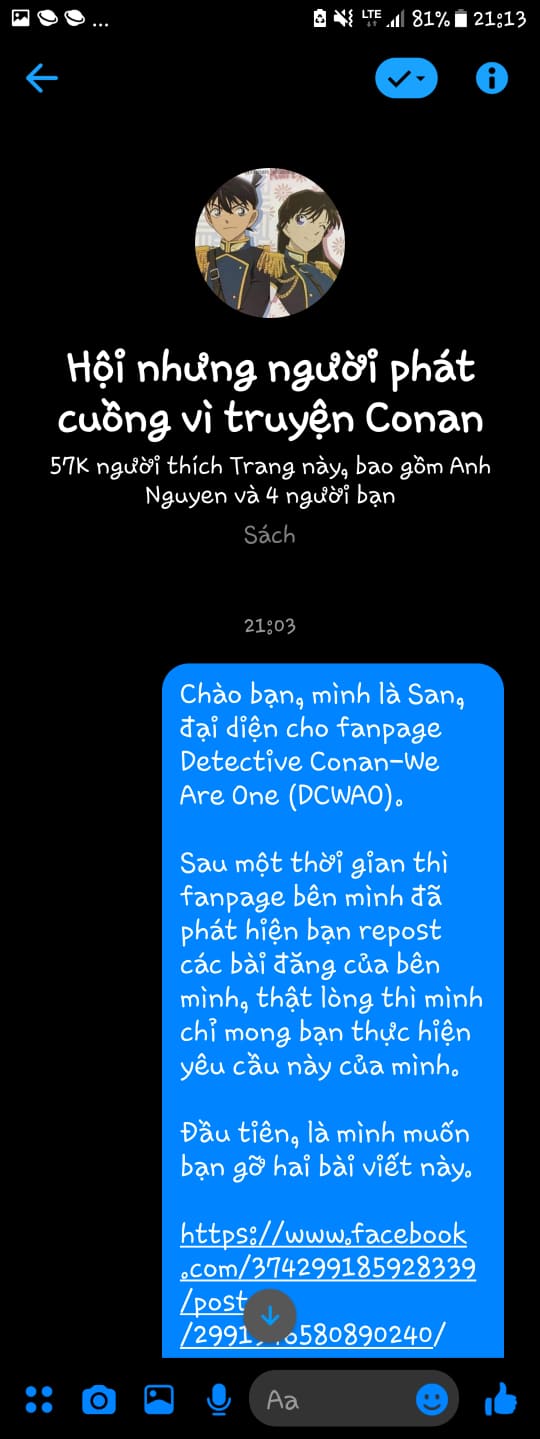 ... LTE 81% 21:13
Hội nhưng người phát
cuồng vì truyện Conan
57K người thích Trang này, bao gồm Anh
Nguyen và 4 người bạn
Sách
21:03
Chào bạn, mình là San,
đại diện cho fanpage
Detective Conan-We
Are One (DCWAO).
Sau một thời gian thì
fanpage bên mình đã
phát hiện bạn repost
các bài đăng của bên
mình, thật lòng thì mình
chỉ mong bạn thực hiện
yêu cầu này của mình.
Đầu tiên, là mình muốn
bạn gỡ hai bài viết này.
https://www.facebook
.com/374299185928339
/post
Aa